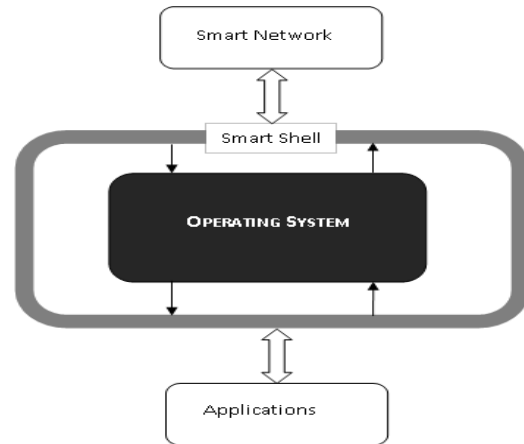 Smart Network
Smart Shell
OPERATING SYSTEM
Applications